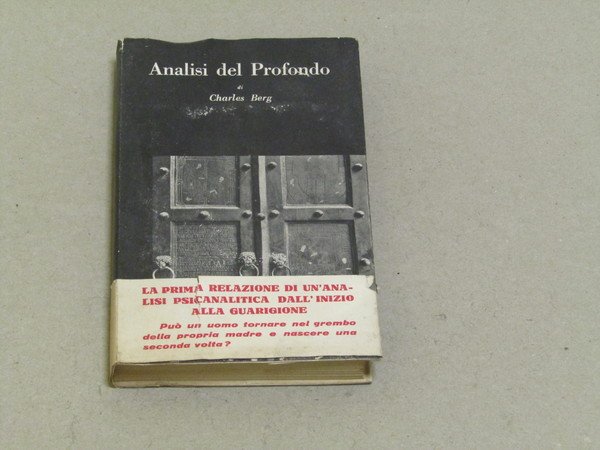 Analisi del Profondo
di
Charles Berg
LA PRIMA RELAZIONE DI UN'ANA-
LISI PSICANALITICA DALL'INIZIO
ALLA GUARIGIONE
Può un uomo tornare nel grembo
della propria madre e nascere una
seconda volta?